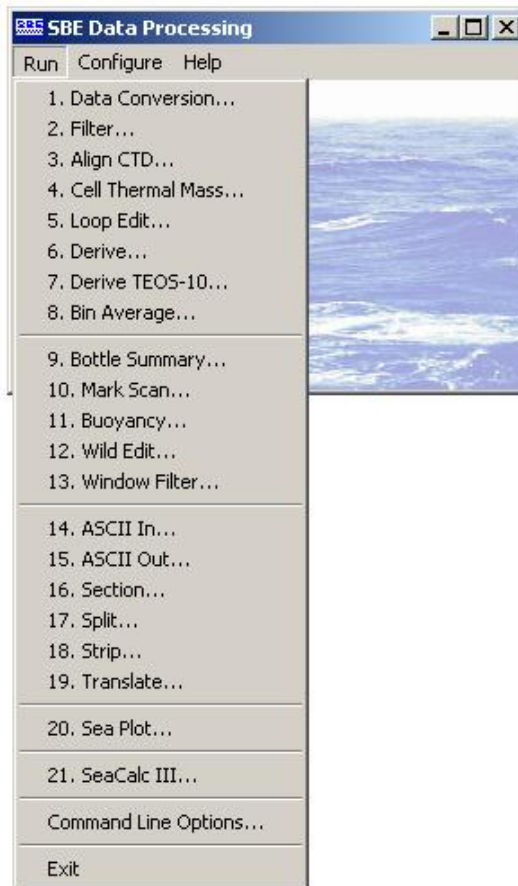 SBE SBE Data Processing
Run Configure Help
1. Data Conversion...
2. Filter...
3. Align CTD...
4. Cell Thermal Mass...
5. Loop Edit...
6. Derive...
7. Derive TEOS-10...
8. Bin Average...
9. Bottle Summary...
10. Mark Scan...
11. Buoyancy...
12. Wild Edit...
13. Window Filter...
14. ASCII In...
15. ASCII Out...
16. Section...
17. Split...
18. Strip...
19. Translate...
20. Sea Plot...
21. SeaCalc III...
Command Line Options...
Exit